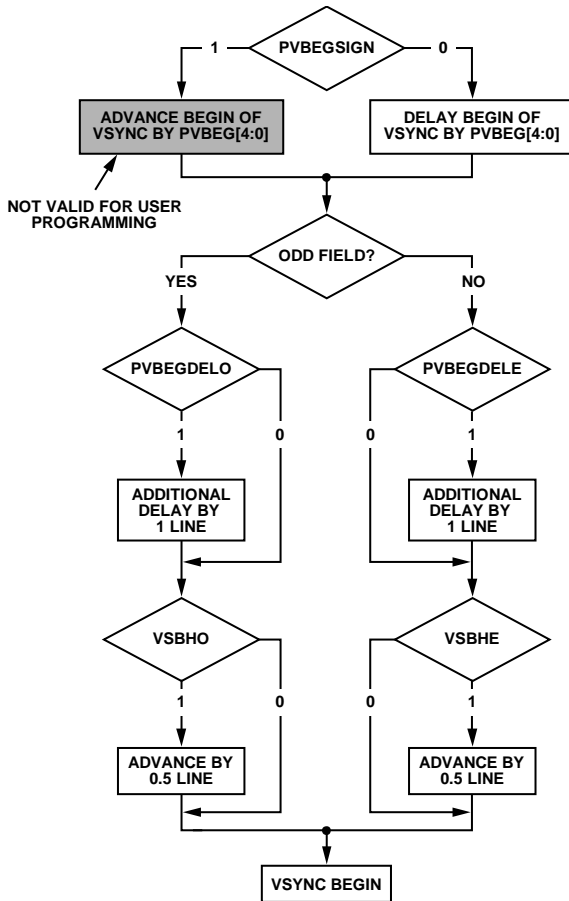 1
PVBEGSIGN
0
ADVANCE BEGIN OF
VSYNC BY PVBEG[4:0]
DELAY BEGIN OF
VSYNC BY PVBEG[4:0]
NOT VALID FOR USER
PROGRAMMING
ODD FIELD?
YES
NO
PVBEGDELO
PVBEGDELE
1
0
0
1
ADDITIONAL
DELAY BY
1 LINE
ADDITIONAL
DELAY BY
1 LINE
VSBHO
VSBHE
1
0
0
1
ADVANCE BY
0.5 LINE
ADVANCE BY
0.5 LINE
VSYNC BEGIN